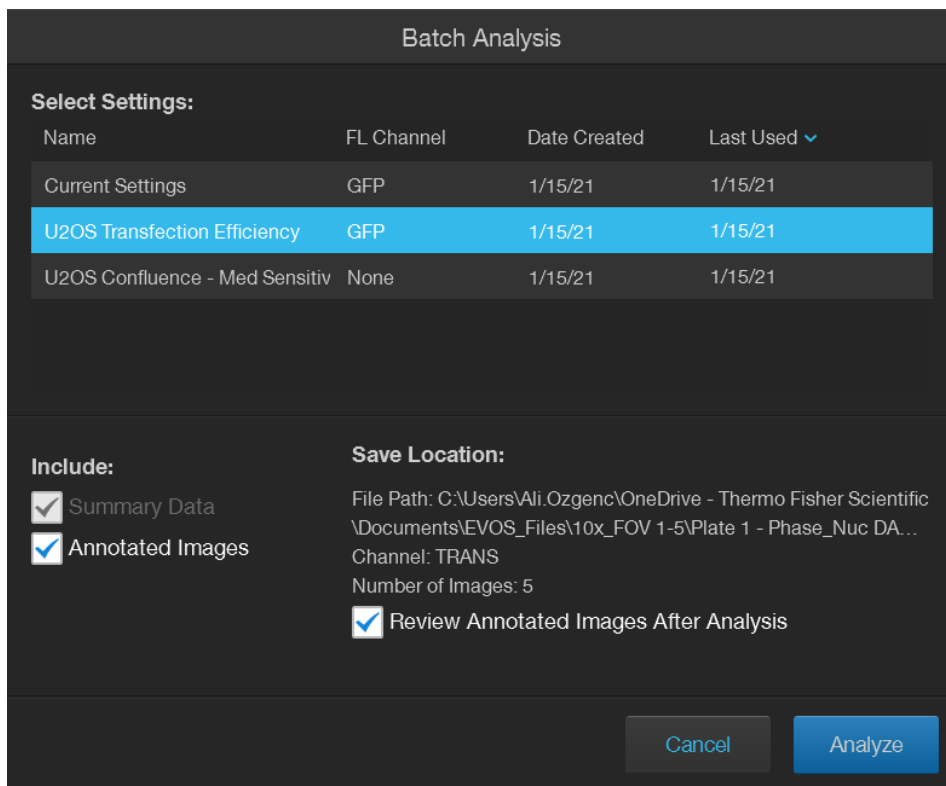 Batch Analysis
Select Settings:
Name FL Channel Date Created Last Used
Current Settings GFP 1/15/21 1/15/21
U2OS Transfection Efficiency GFP 1/15/21 1/15/21
U2OS Confluence - Med Sensitiv None 1/15/21 1/15/21
Include:
Summary Data
Annotated Images
Save Location:
File Path: C:\Users\Ali.Ozgenc\OneDrive - Thermo Fisher Scientific
\Documents\EVOS_Files\10x_FOV 1-5\Plate 1 - Phase_Nuc DA...
Channel: TRANS
Number of Images: 5
Review Annotated Images After Analysis
Cancel Analyze